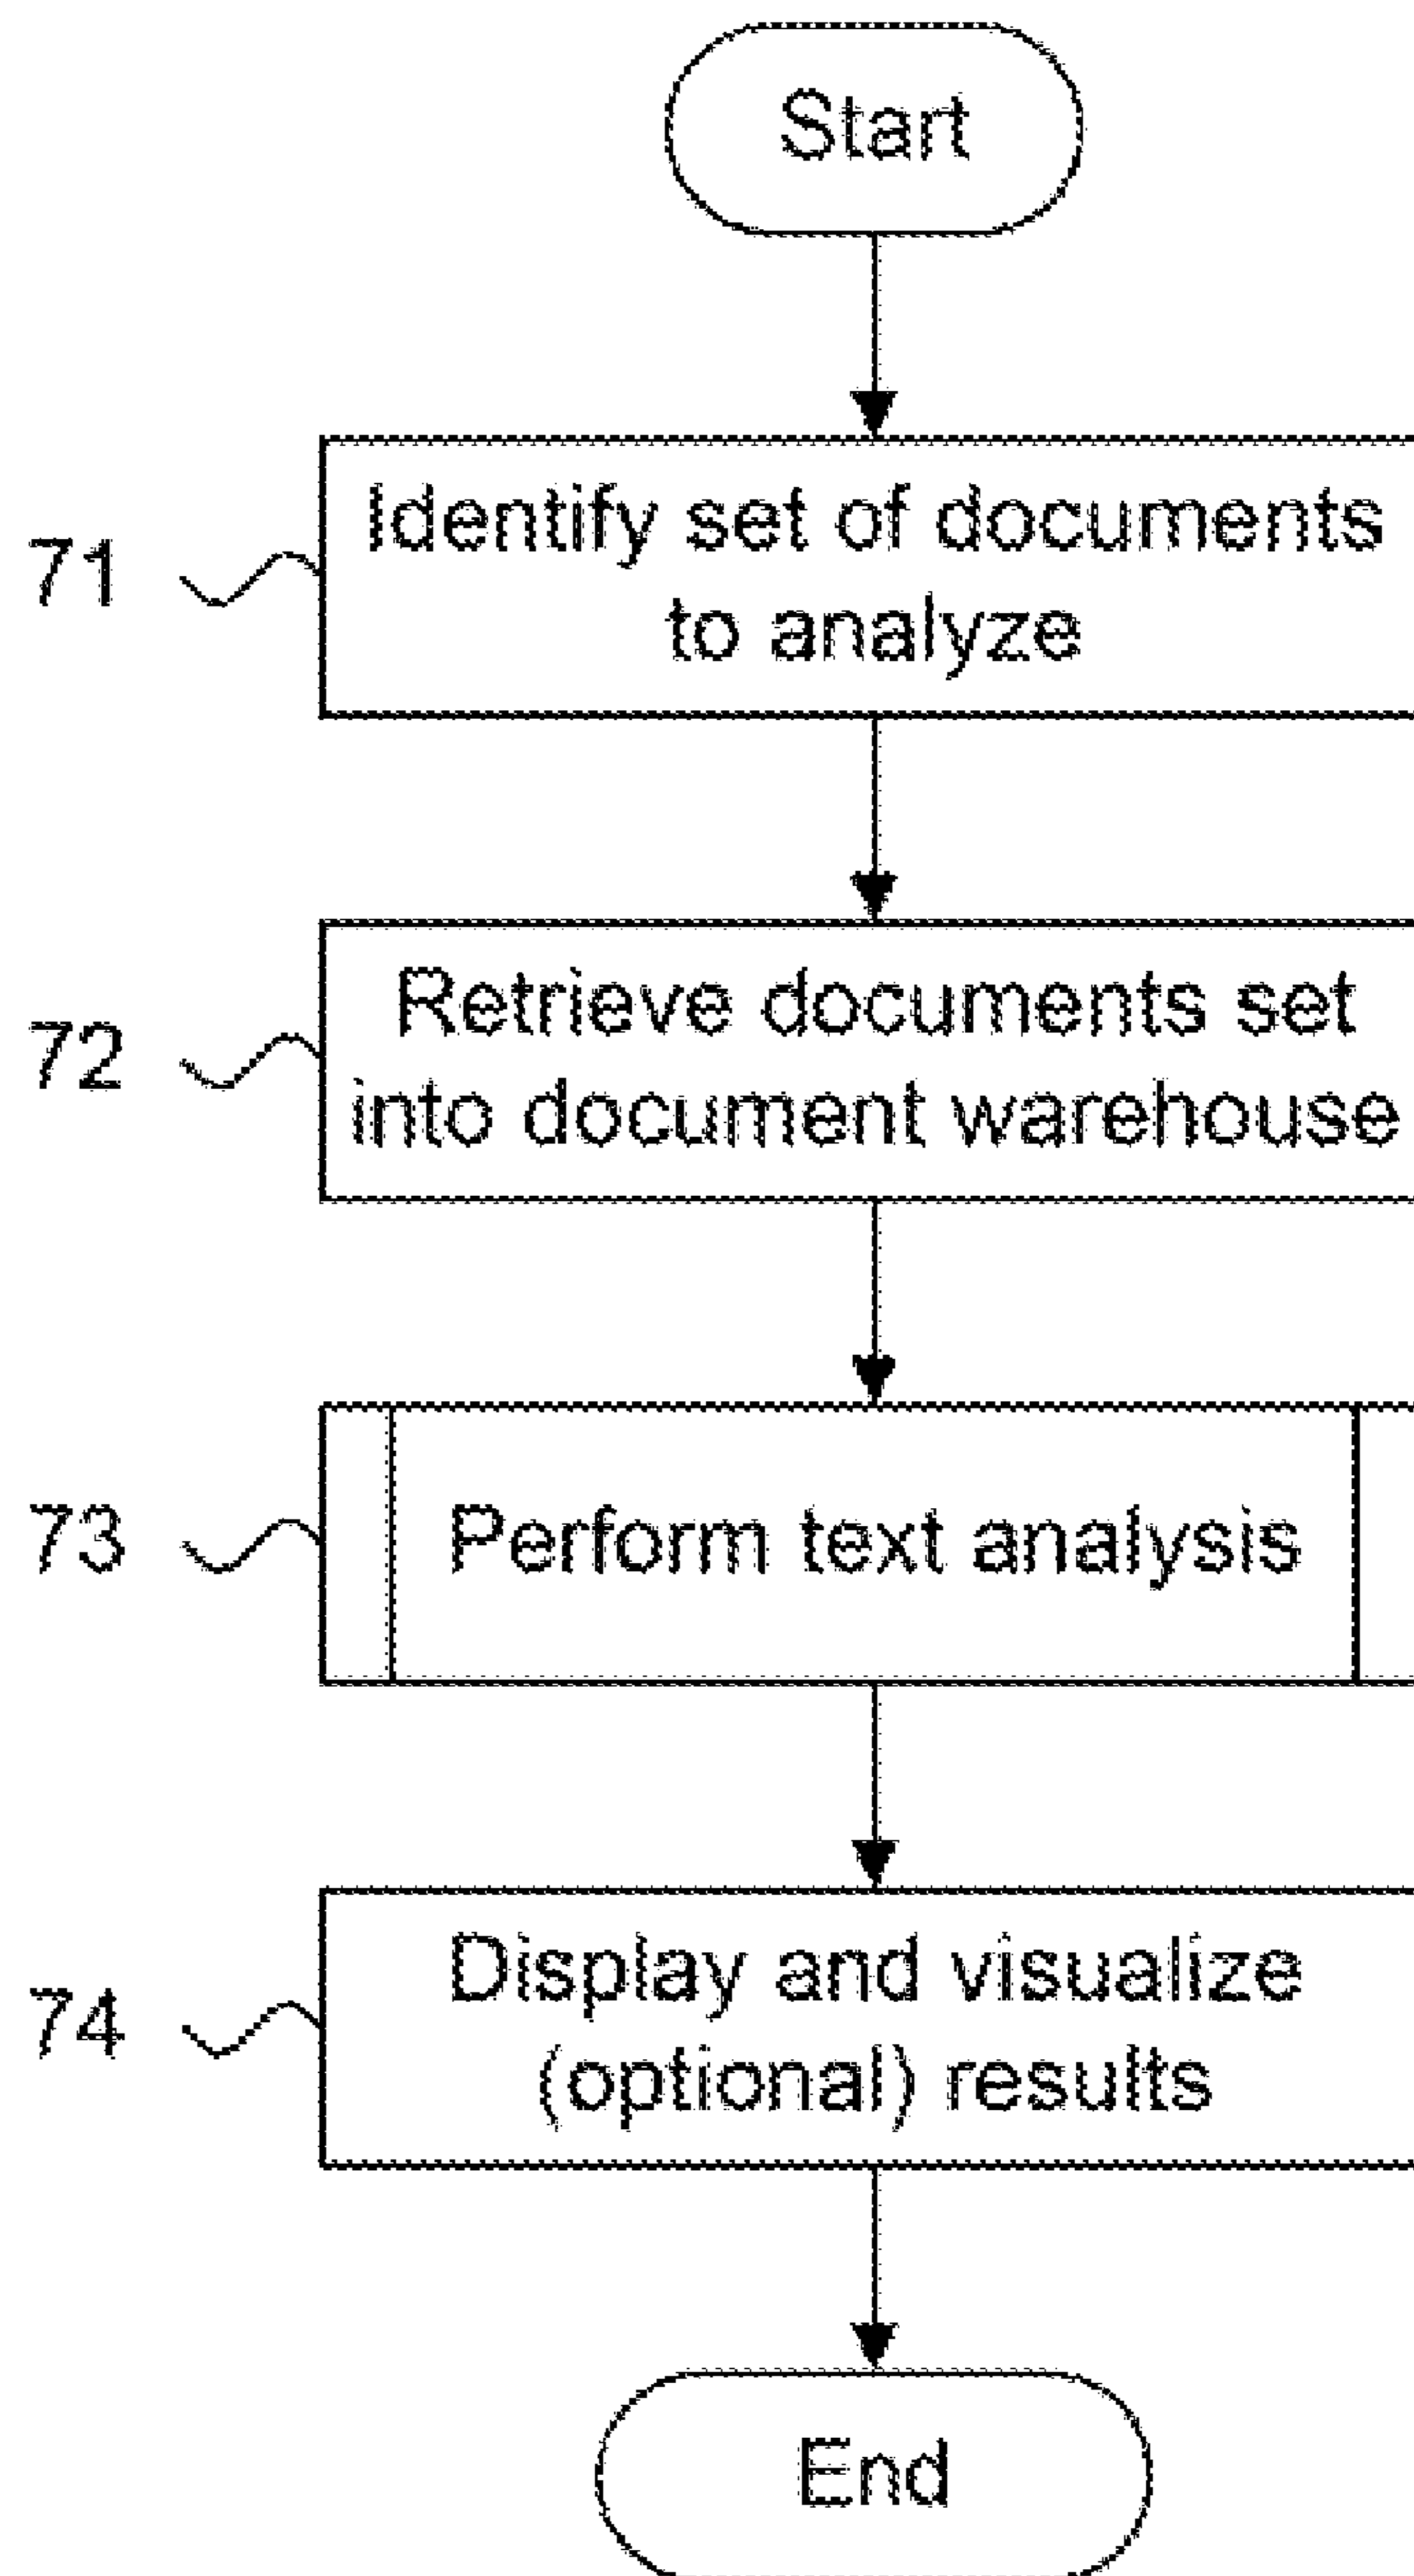 Start
71
Identify set of documents
to analyze
72
Retrieve documents set
into document warehouse
73
Perform text analysis
74
Display and visualize
(optional) results
End